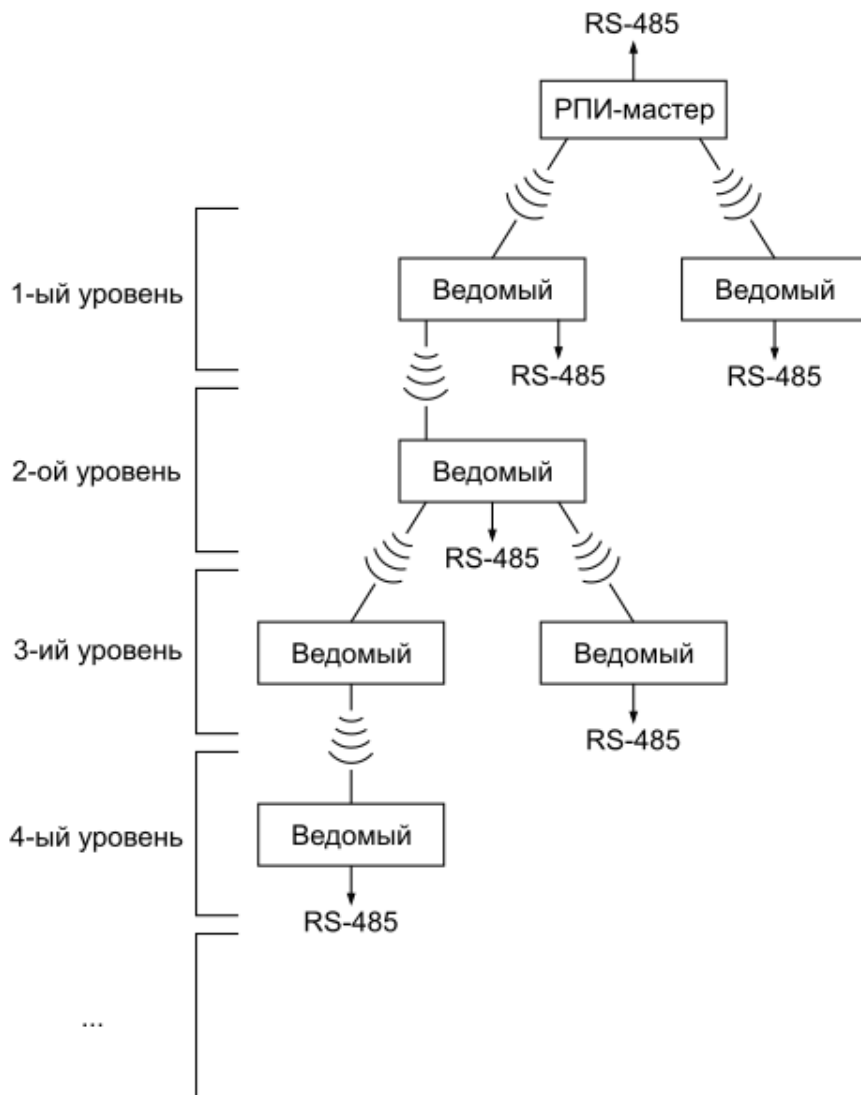 RS-485
РПИ-мастер
1-ый уровень
Ведомый
Ведомый
RS-485
RS-485
2-ой уровень
Ведомый
RS-485
3-ий уровень
Ведомый
Ведомый
RS-485
4-ый уровень
Ведомый
RS-485
...